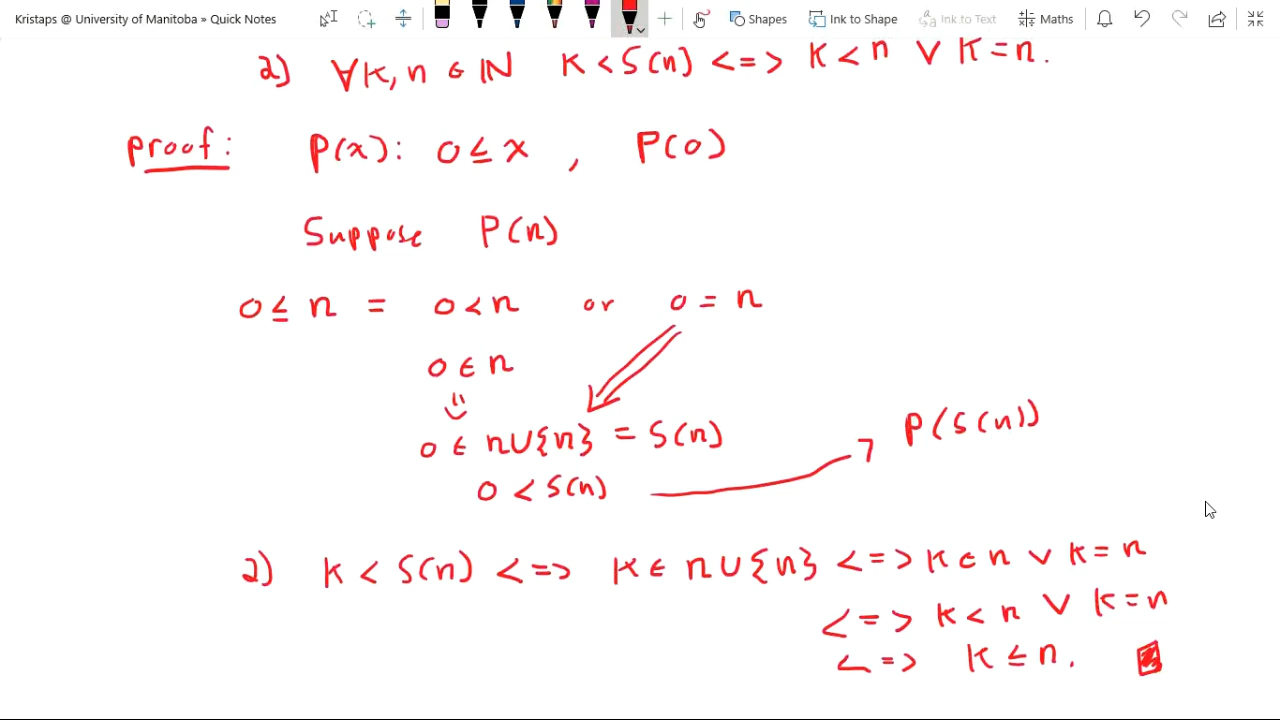 Kristaps @ University of Manitoba » Quick Notes
Shapes
Ink to Shape
Ink to Text
Maths
2) ∀k, n ∈ ℕ k < S(n) <=> k < n ∨ k = n.
proof: P(x): 0 ≤ x , P(0)
Suppose P(n)
0 ≤ n = 0 < n or 0 = n
0 ∈ n
0 ∈ n ∪ {n} = S(n)
P(S(n))
0 < S(n)
2) k < S(n) <=> k ∈ n ∪ {n} <=> k ∈ n ∨ k = n
<=> k < n ∨ k = n
<=> k ≤ n.